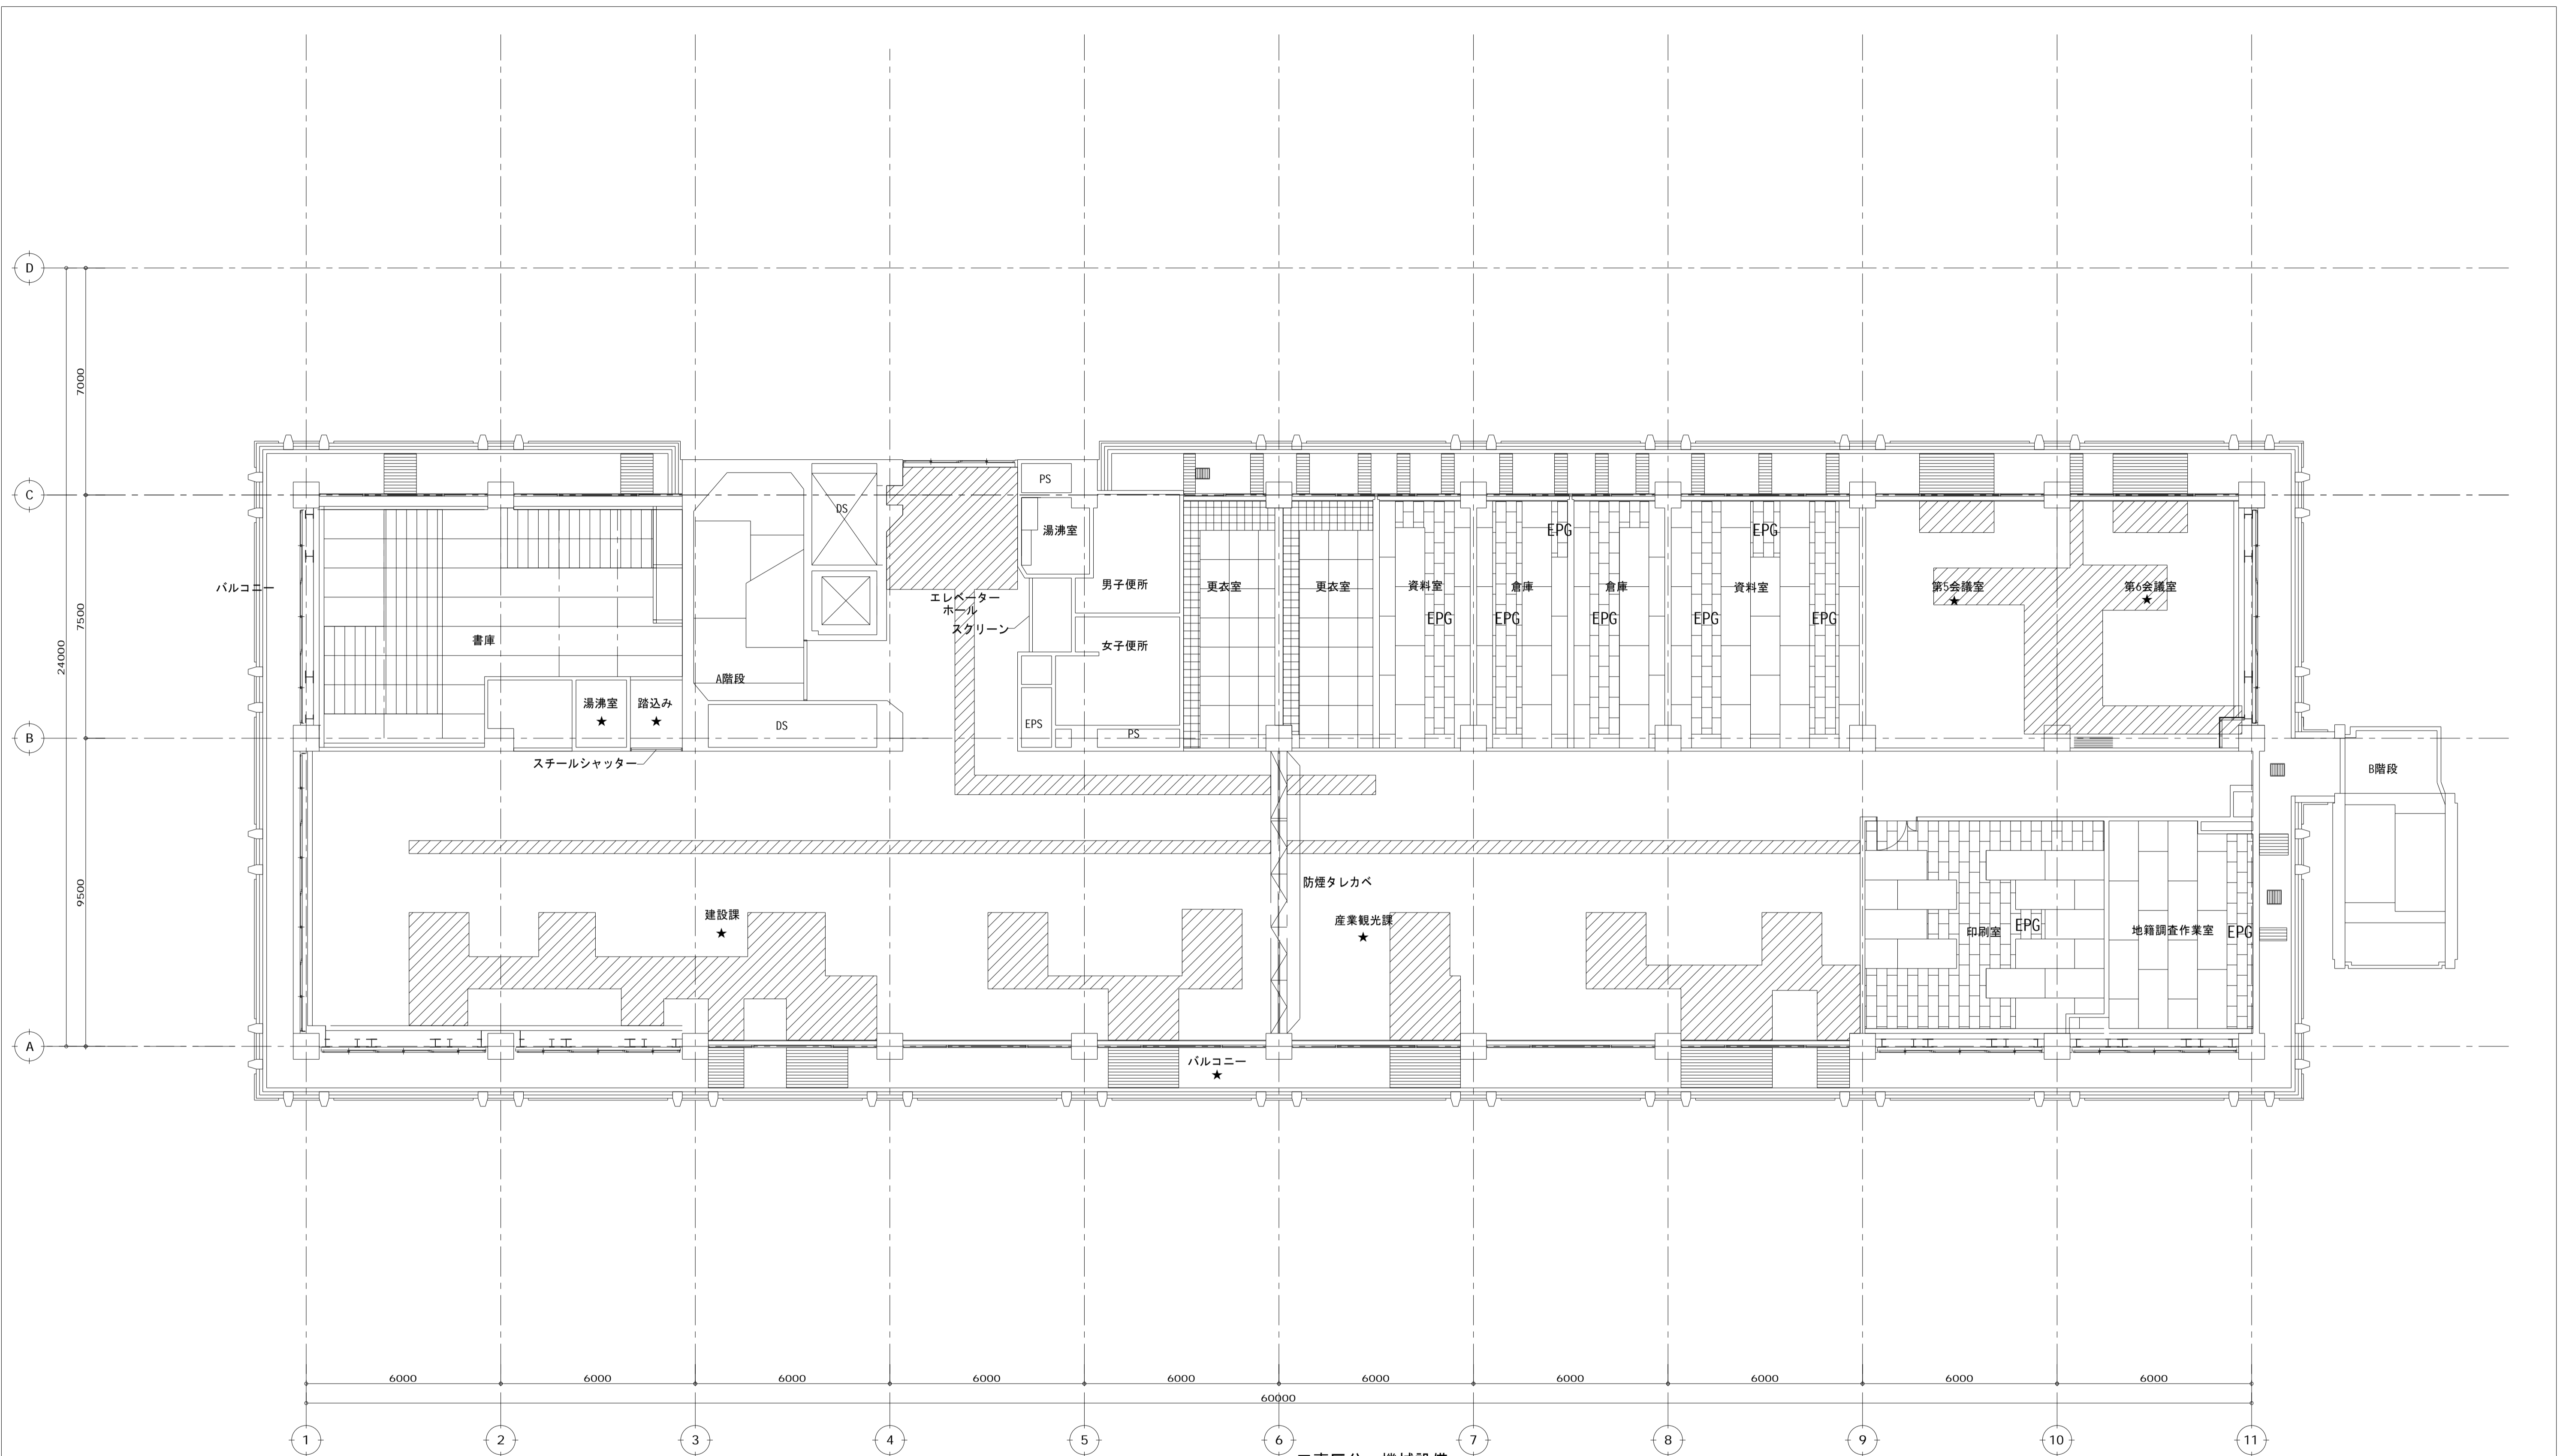 D
7000
C
PS
DS
湯沸室
EPG
EPG
バルコニー
男子便所
更衣室
更衣室
資料室
倉庫
倉庫
資料室
第5会議室
★
第6会議室
★
エレベーター
ホール
スクリーン
EPG
EPG
EPG
EPG
EPG
7500
24000
書庫
女子便所
A階段
湯沸室
★
踏込み
★
DS
EPS
PS
B
スチールシャッター
B階段
防煙タレカベ
9500
建設課
★
産業観光課
★
印刷室
EPG
地籍調査作業室
EPG
A
バルコニー
★
6000
6000
6000
6000
6000
6000
6000
6000
6000
6000
60000
1
2
3
4
5
6
7
8
9
10
11